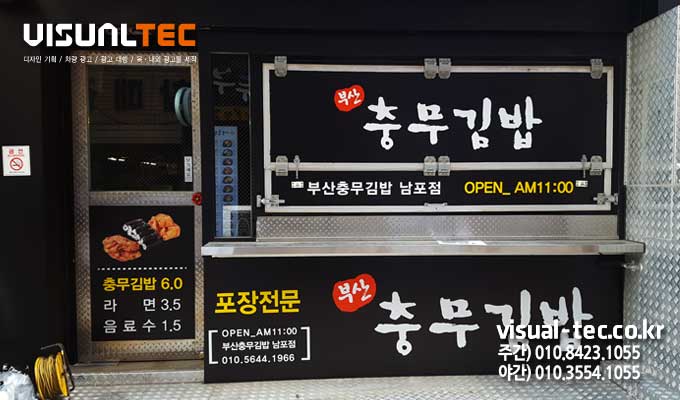 VISUALTEC
디자인 기획 / 차량 광고 / 광고 대행 / 옥·내외 광고물 제작
금연
부산
충무김밥
부산충무김밥 남포점 OPEN_ AM11:00
충무김밥 6.0
라 면 3.5
음료수 1.5
포장전문
OPEN_AM11:00
부산충무김밥 남포점
010.5644.1966
부산
충무김밥
visual-tec.co.kr
주간) 010.8423.1055
야간) 010.3554.1055